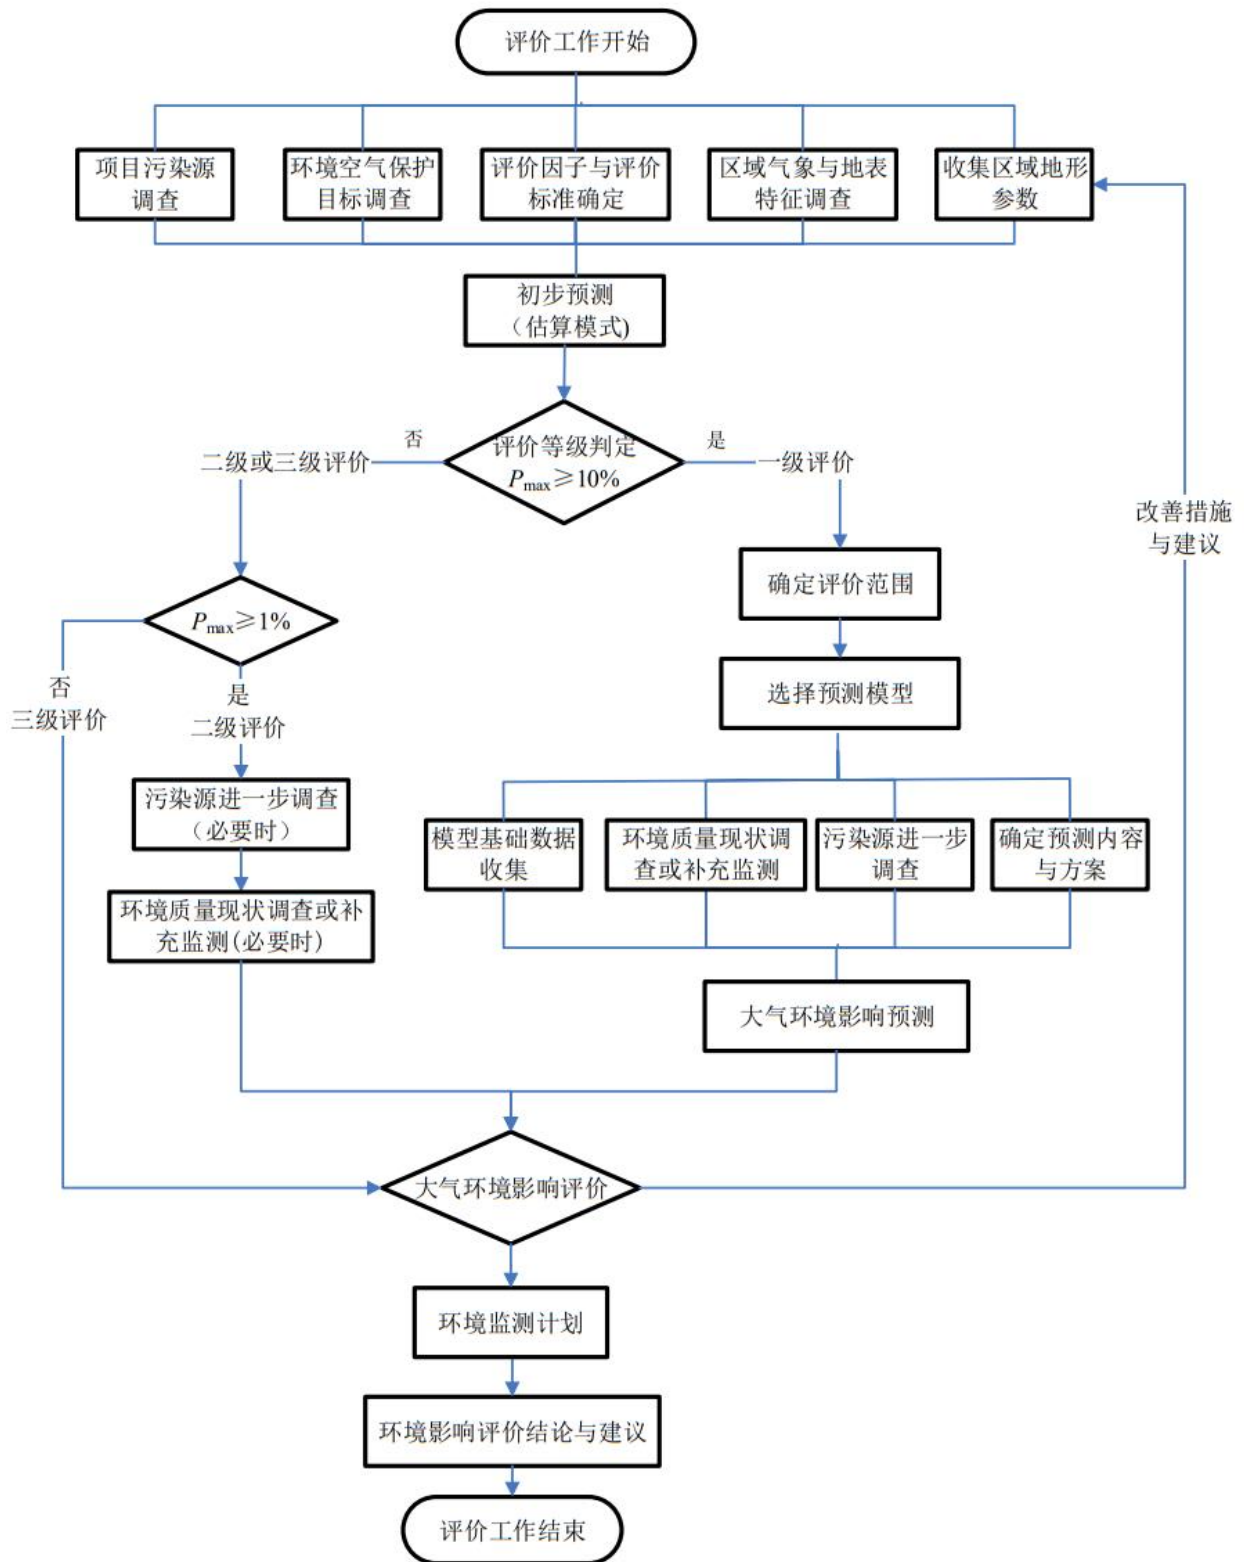 评价工作开始
项目污染源
调查
环境空气保护
目标调查
评价因子与评价
标准确定
区域气象与地表
特征调查
收集区域地形
参数
初步预测
（估算模式)
否
评价等级判定
Pmax≥10%
是
二级或三级评价
一级评价
改善措施
与建议
确定评价范围
Pmax≥1%
否
三级评价
是
二级评价
选择预测模型
污染源进一步调查
（必要时）
模型基础数据
收集
环境质量现状调
查或补充监测
污染源进一步
调查
确定预测内容
与方案
环境质量现状调查或补
充监测(必要时)
大气环境影响预测
大气环境影响评价
环境监测计划
环境影响评价结论与建议
评价工作结束